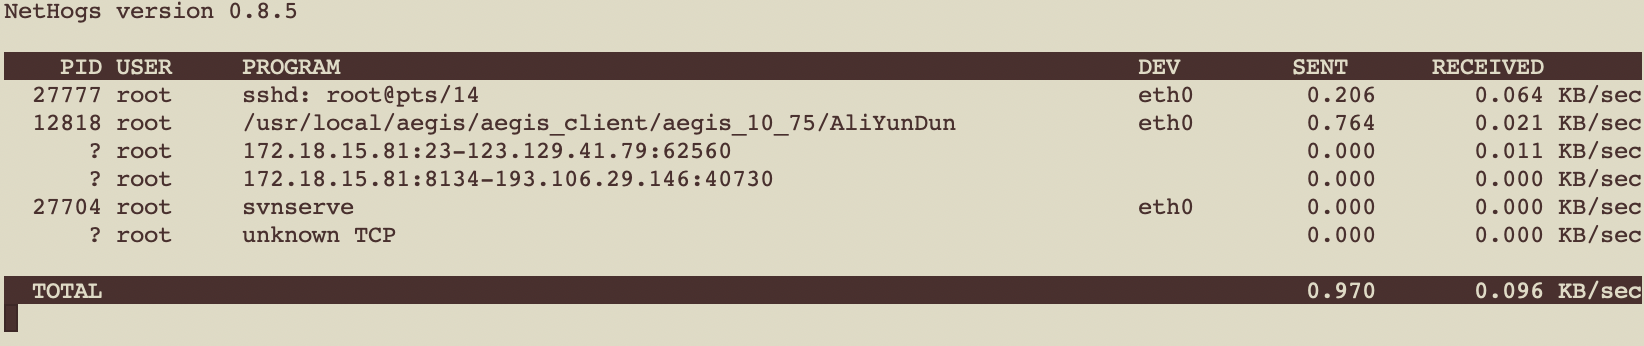 NetHogs version 0.8.5
PID USER PROGRAM DEV SENT RECEIVED
27777 root sshd: root@pts/14 eth0 0.206 0.064 KB/sec
12818 root /usr/local/aegis/aegis_client/aegis_10_75/AliYunDun eth0 0.764 0.021 KB/sec
? root 172.18.15.81:23-123.129.41.79:62560 0.000 0.011 KB/sec
? root 172.18.15.81:8134-193.106.29.146:40730 0.000 0.000 KB/sec
27704 root svnserve eth0 0.000 0.000 KB/sec
? root unknown TCP 0.000 0.000 KB/sec
TOTAL 0.970 0.096 KB/sec